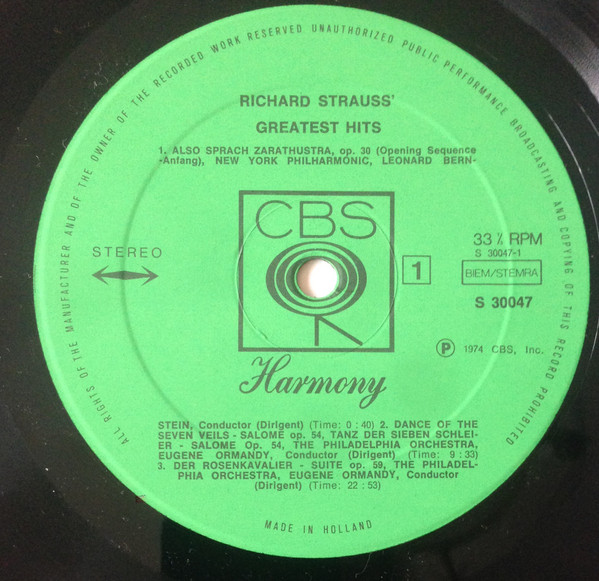 ALL RIGHTS OF THE MANUFACTURER AND OF THE OWNER OF THE RECORDED WORK RESERVED UNAUTHORIZED PUBLIC PERFORMANCE BROADCASTING AND COPYING OF THIS RECORD PROHIBITED
RICHARD STRAUSS'
GREATEST HITS
1. ALSO SPRACH ZARATHUSTRA, op. 30 (Opening Sequence
-Anfang), NEW YORK PHILHARMONIC, LEONARD BERN-
CBS
STEREO
33⅓ RPM
S 30047-1
1
BIEM/STEMRA
S 30047
Ⓟ 1974 CBS, Inc.
Harmony
STEIN, Conductor (Dirigent) (Time: 0 : 40) 2. DANCE OF THE
SEVEN VEILS - SALOME op. 54, TANZ DER SIEBEN SCHLEI-
ER - SALOME Op. 54, THE PHILADELPHIA ORCHESTRA,
EUGENE ORMANDY, Conductor (Dirigent) (Time: 9 : 33)
3. DER ROSENKAVALIER - SUITE op. 59, THE PHILADEL-
PHIA ORCHESTRA, EUGENE ORMANDY, Conductor
(Dirigent) (Time: 22 : 53)
MADE IN HOLLAND